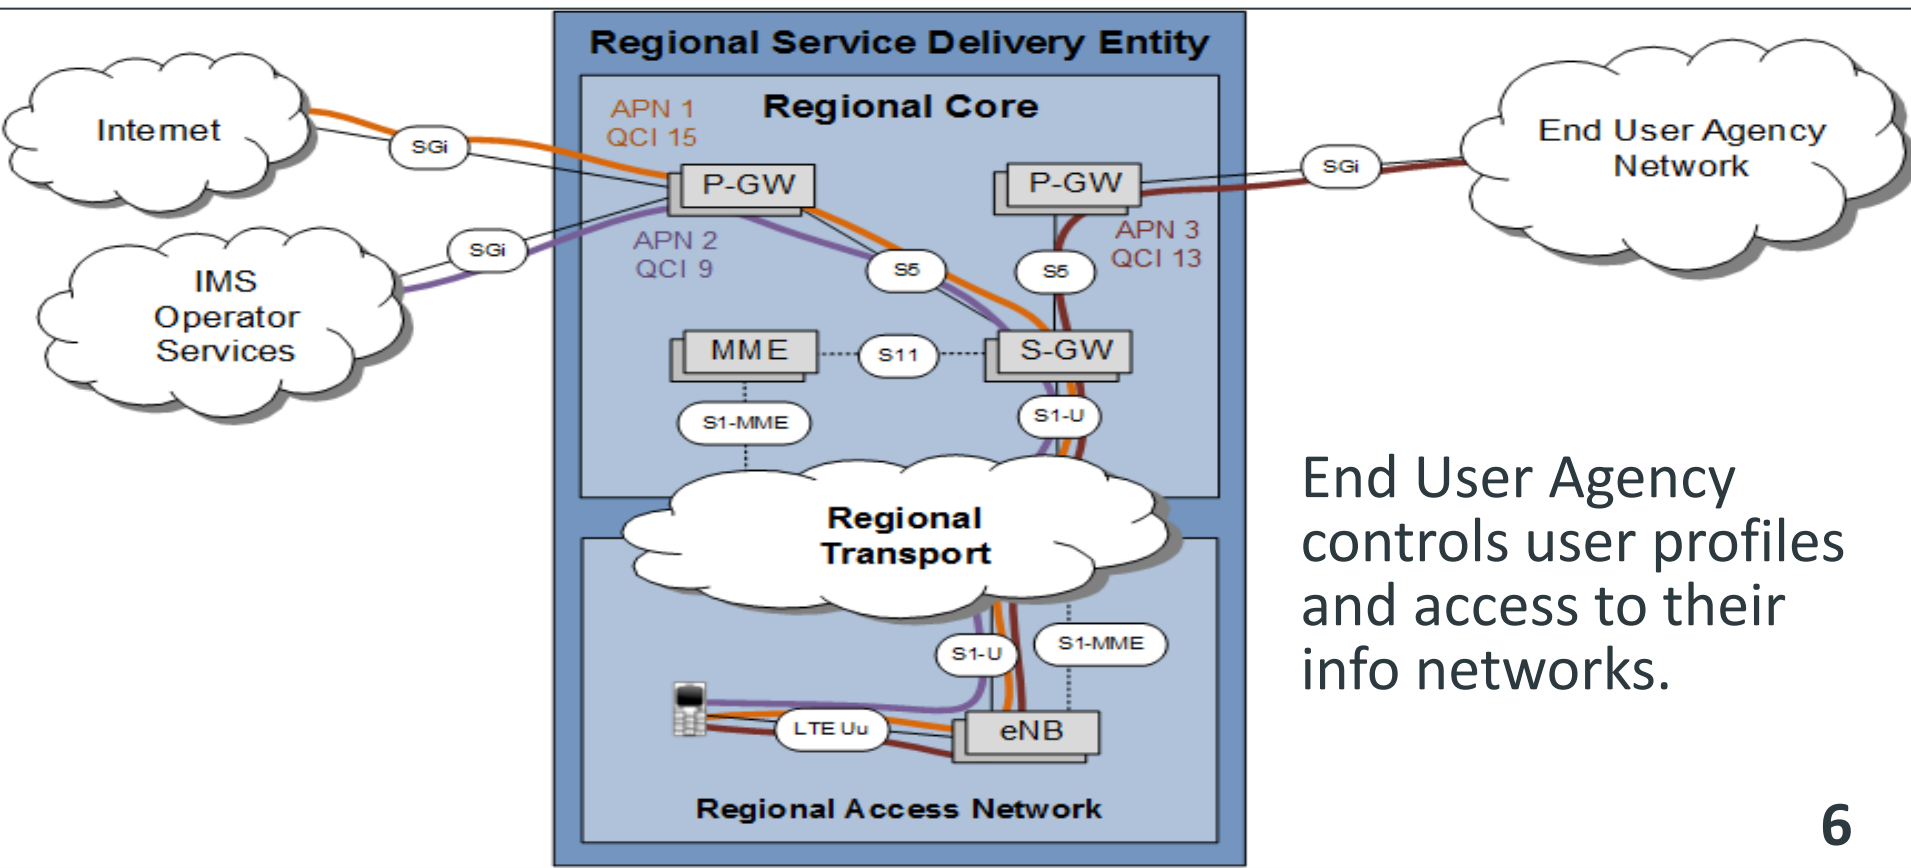 Regional Service Delivery Entity
Regional Core
APN 1
QCI 15
Internet
SGi
P-GW
P-GW
SGi
End User Agency
Network
APN 2
QCI 9
SGi
APN 3
QCI 13
IMS
Operator
Services
S5
S5
MME
S11
S-GW
S1-MME
S1-U
Regional
Transport
End User Agency
controls user profiles
and access to their
info networks.
S1-U
S1-MME
LTE Uu
eNB
Regional Access Network
6